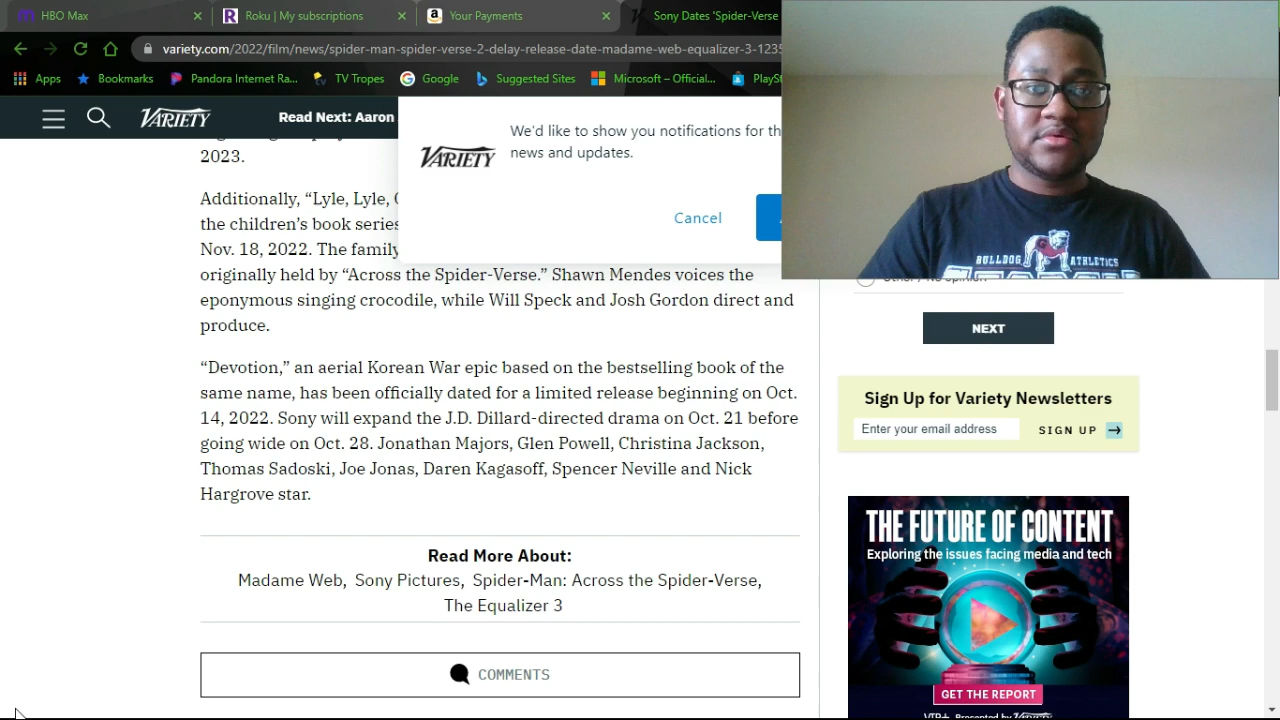 HBO Max
Roku | My subscriptions
Your Payments
Sony Dates 'Spider-Verse
variety.com/2022/film/news/spider-man-spider-verse-2-delay-release-date-madame-web-equalizer-3-1235
Apps
Bookmarks
Pandora Internet Ra...
TV Tropes
Google
Suggested Sites
Microsoft – Official...
VARIETY
Read Next: Aaron
We'd like to show you notifications for th
news and updates.
VARIETY
Cancel
2023.
Additionally, “Lyle, Lyle,
the children’s book series
Nov. 18, 2022. The family
originally held by “Across the Spider-Verse.” Shawn Mendes voices the
eponymous singing crocodile, while Will Speck and Josh Gordon direct and
produce.
“Devotion,” an aerial Korean War epic based on the bestselling book of the
same name, has been officially dated for a limited release beginning on Oct.
14, 2022. Sony will expand the J.D. Dillard-directed drama on Oct. 21 before
going wide on Oct. 28. Jonathan Majors, Glen Powell, Christina Jackson,
Thomas Sadoski, Joe Jonas, Daren Kagasoff, Spencer Neville and Nick
Hargrove star.
Read More About:
Madame Web, Sony Pictures, Spider-Man: Across the Spider-Verse,
The Equalizer 3
COMMENTS
BULLDOG ATHLETICS
NEXT
Sign Up for Variety Newsletters
Enter your email address
SIGN UP
THE FUTURE OF CONTENT
Exploring the issues facing media and tech
GET THE REPORT
VIP+ Presented by VARIETY